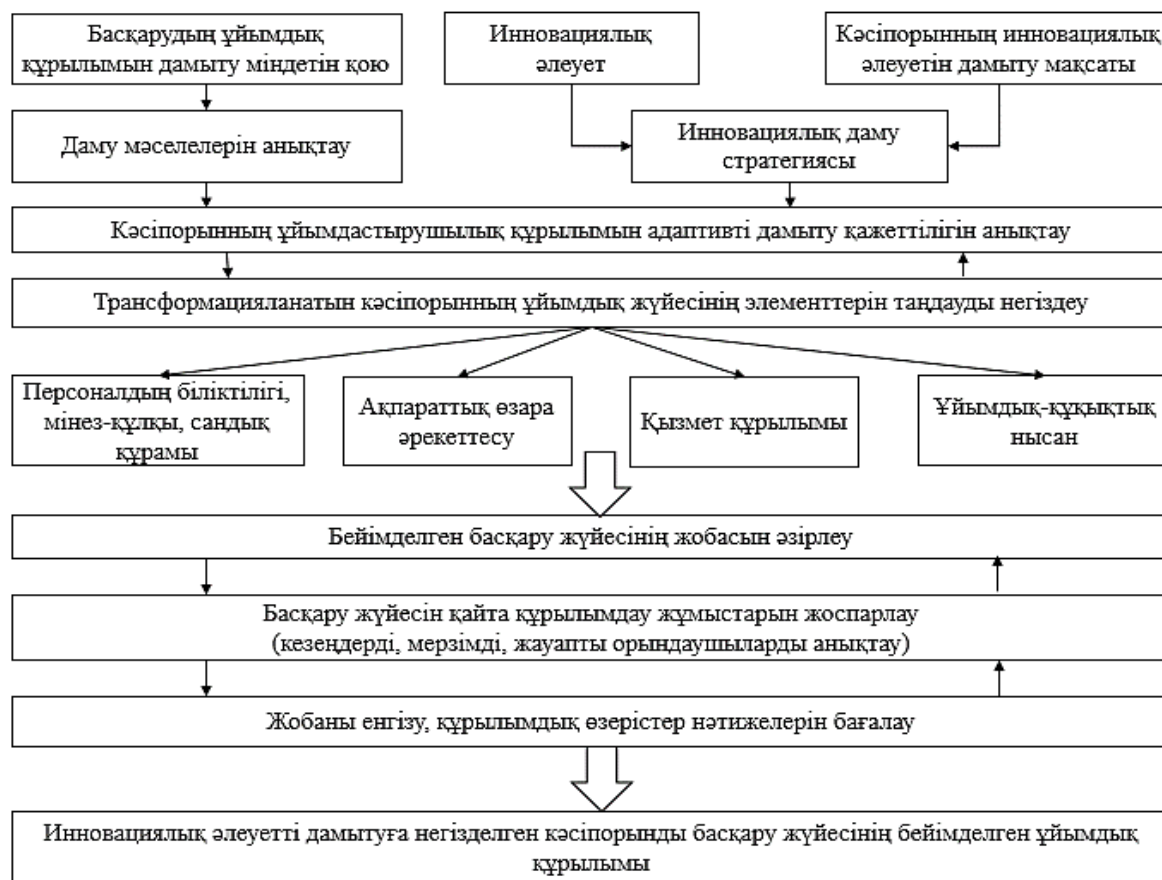 Басқарудың ұйымдық
құрылымын дамыту міндетін қою
Инновациялық
әлеует
Кәсіпорынның инновациялық
әлеуетін дамыту мақсаты
Даму мәселелерін анықтау
Инновациялық даму
стратегиясы
Кәсіпорынның ұйымдастырушылық құрылымын адаптивті дамыту қажеттілігін анықтау
Трансформацияланатын кәсіпорынның ұйымдық жүйесінің элементтерін таңдауды негіздеу
Персоналдың біліктілігі,
мінез-құлқы, сандық
құрамы
Ақпараттық өзара
әрекеттесу
Қызмет құрылымы
Ұйымдық-құқықтық
нысан
Бейімделген басқару жүйесінің жобасын әзірлеу
Басқару жүйесін қайта құрылымдау жұмыстарын жоспарлау
(кезеңдерді, мерзімді, жауапты орындаушыларды анықтау)
Жобаны енгізу, құрылымдық өзерістер нәтижелерін бағалау
Инновациялық әлеуетті дамытуға негізделген кәсіпорынды басқару жүйесінің бейімделген ұйымдық
құрылымы